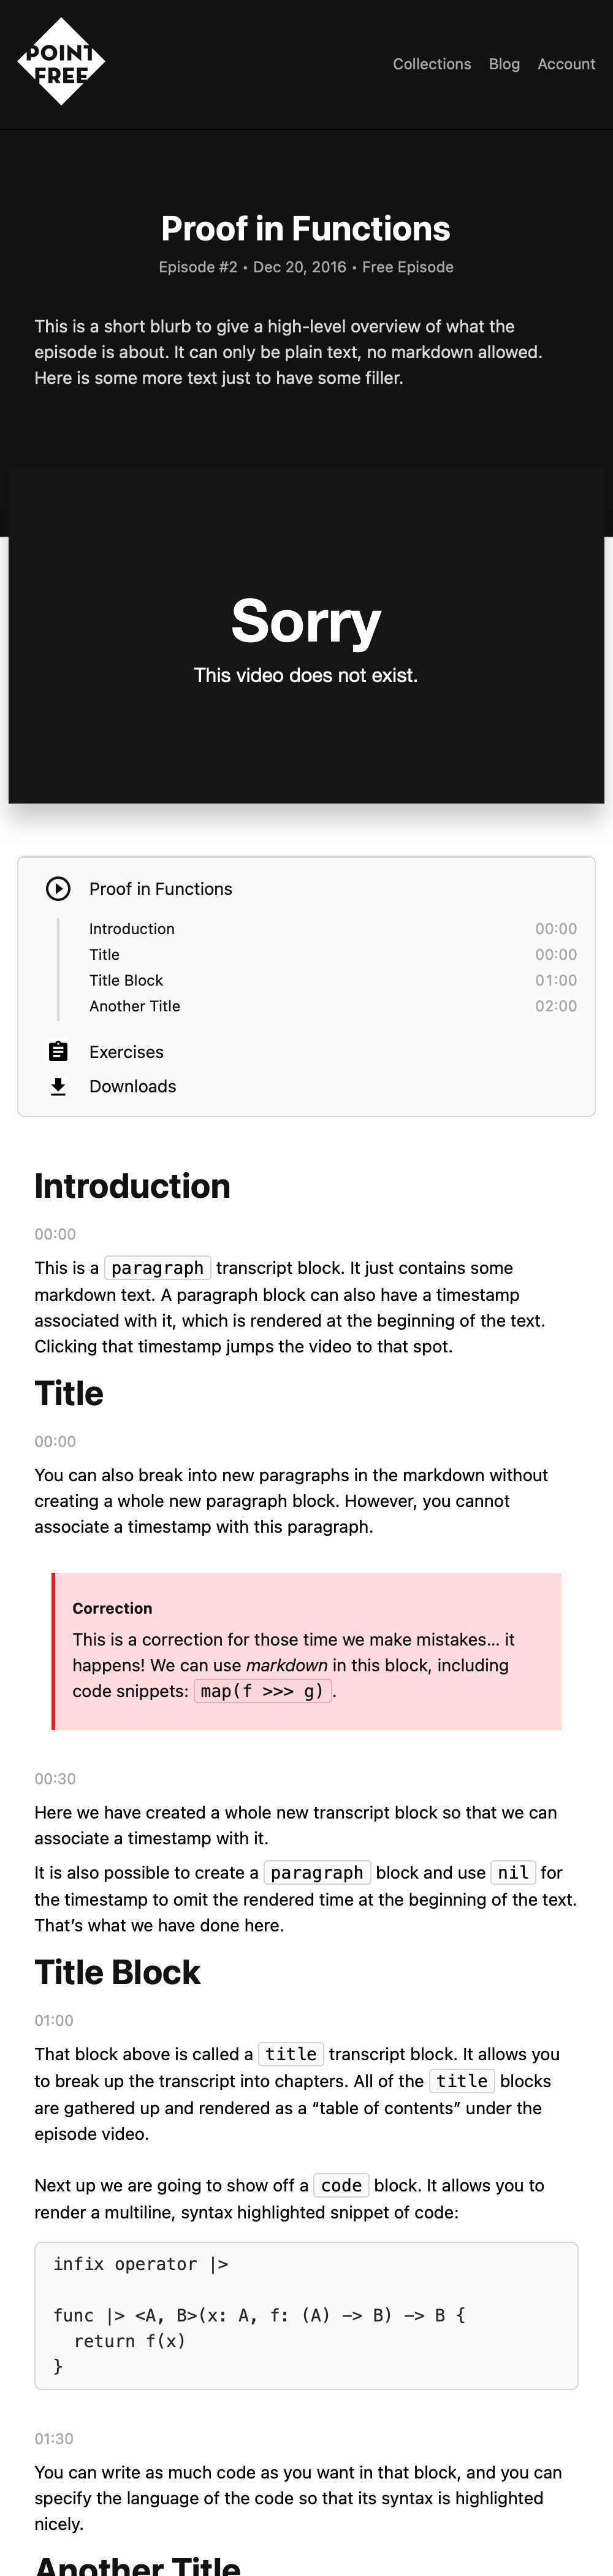 POINT
FREE
Collections Blog Account
Proof in Functions
Episode #2 • Dec 20, 2016 • Free Episode
This is a short blurb to give a high-level overview of what the
episode is about. It can only be plain text, no markdown allowed.
Here is some more text just to have some filler.
Sorry
This video does not exist.
Proof in Functions
Introduction 00:00
Title 00:00
Title Block 01:00
Another Title 02:00
Exercises
Downloads
Introduction
00:00
This is a paragraph transcript block. It just contains some
markdown text. A paragraph block can also have a timestamp
associated with it, which is rendered at the beginning of the text.
Clicking that timestamp jumps the video to that spot.
Title
00:00
You can also break into new paragraphs in the markdown without
creating a whole new paragraph block. However, you cannot
associate a timestamp with this paragraph.
Correction
This is a correction for those time we make mistakes… it
happens! We can use markdown in this block, including
code snippets: map(f >>> g).
00:30
Here we have created a whole new transcript block so that we can
associate a timestamp with it.
It is also possible to create a paragraph block and use nil for
the timestamp to omit the rendered time at the beginning of the text.
That’s what we have done here.
Title Block
01:00
That block above is called a title transcript block. It allows you
to break up the transcript into chapters. All of the title blocks
are gathered up and rendered as a “table of contents” under the
episode video.
Next up we are going to show off a code block. It allows you to
render a multiline, syntax highlighted snippet of code:
infix operator |>
func |> <A, B>(x: A, f: (A) -> B) -> B {
  return f(x)
}
01:30
You can write as much code as you want in that block, and you can
specify the language of the code so that its syntax is highlighted
nicely.
Another Title